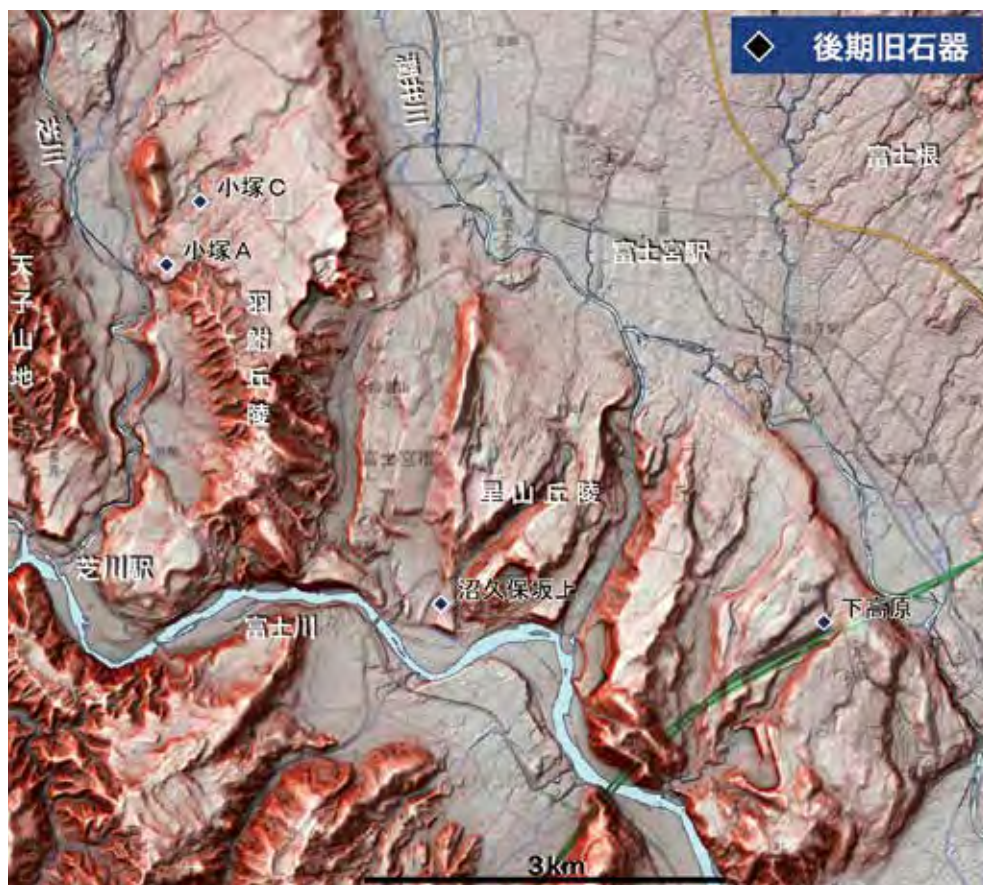 後期旧石器
芝川
潤井川
富士根
小塚C
富士宮駅
小塚A
天子山地
羽鮒丘陵
星山丘陵
沼久保坂上
芝川駅
下高原
富士川
3km